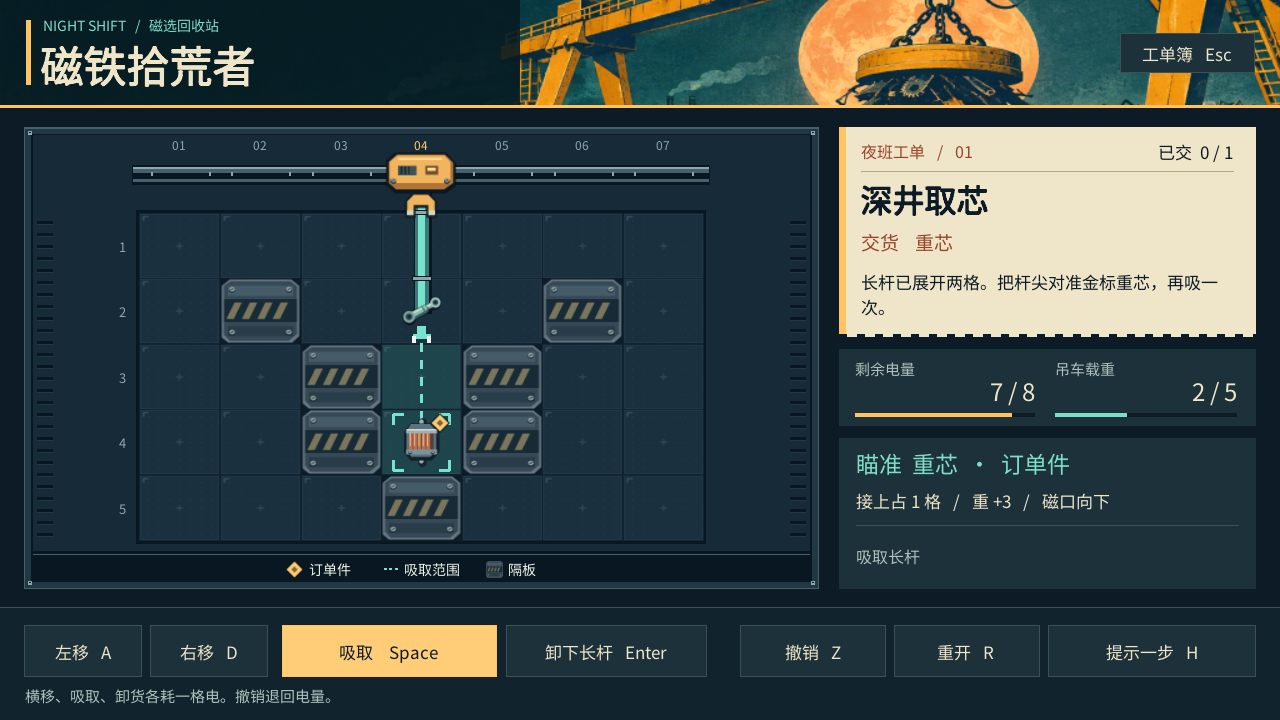 NIGHT SHIFT / 磁选回收站
磁铁拾荒者
工单簿 Esc
01 02 03 04 05 06 07
1
2
3
4
5
订单件 吸取范围 隔板
夜班工单 / 01 已交 0 / 1
深井取芯
交货 重芯
长杆已展开两格。把杆尖对准金标重芯，再吸一
次。
剩余电量 吊车载重
7 / 8 2 / 5
瞄准 重芯 · 订单件
接上占 1 格 / 重 +3 / 磁口向下
吸取长杆
左移 A 右移 D 吸取 Space 卸下长杆 Enter 撤销 Z 重开 R 提示一步 H
横移、吸取、卸货各耗一格电。撤销退回电量。